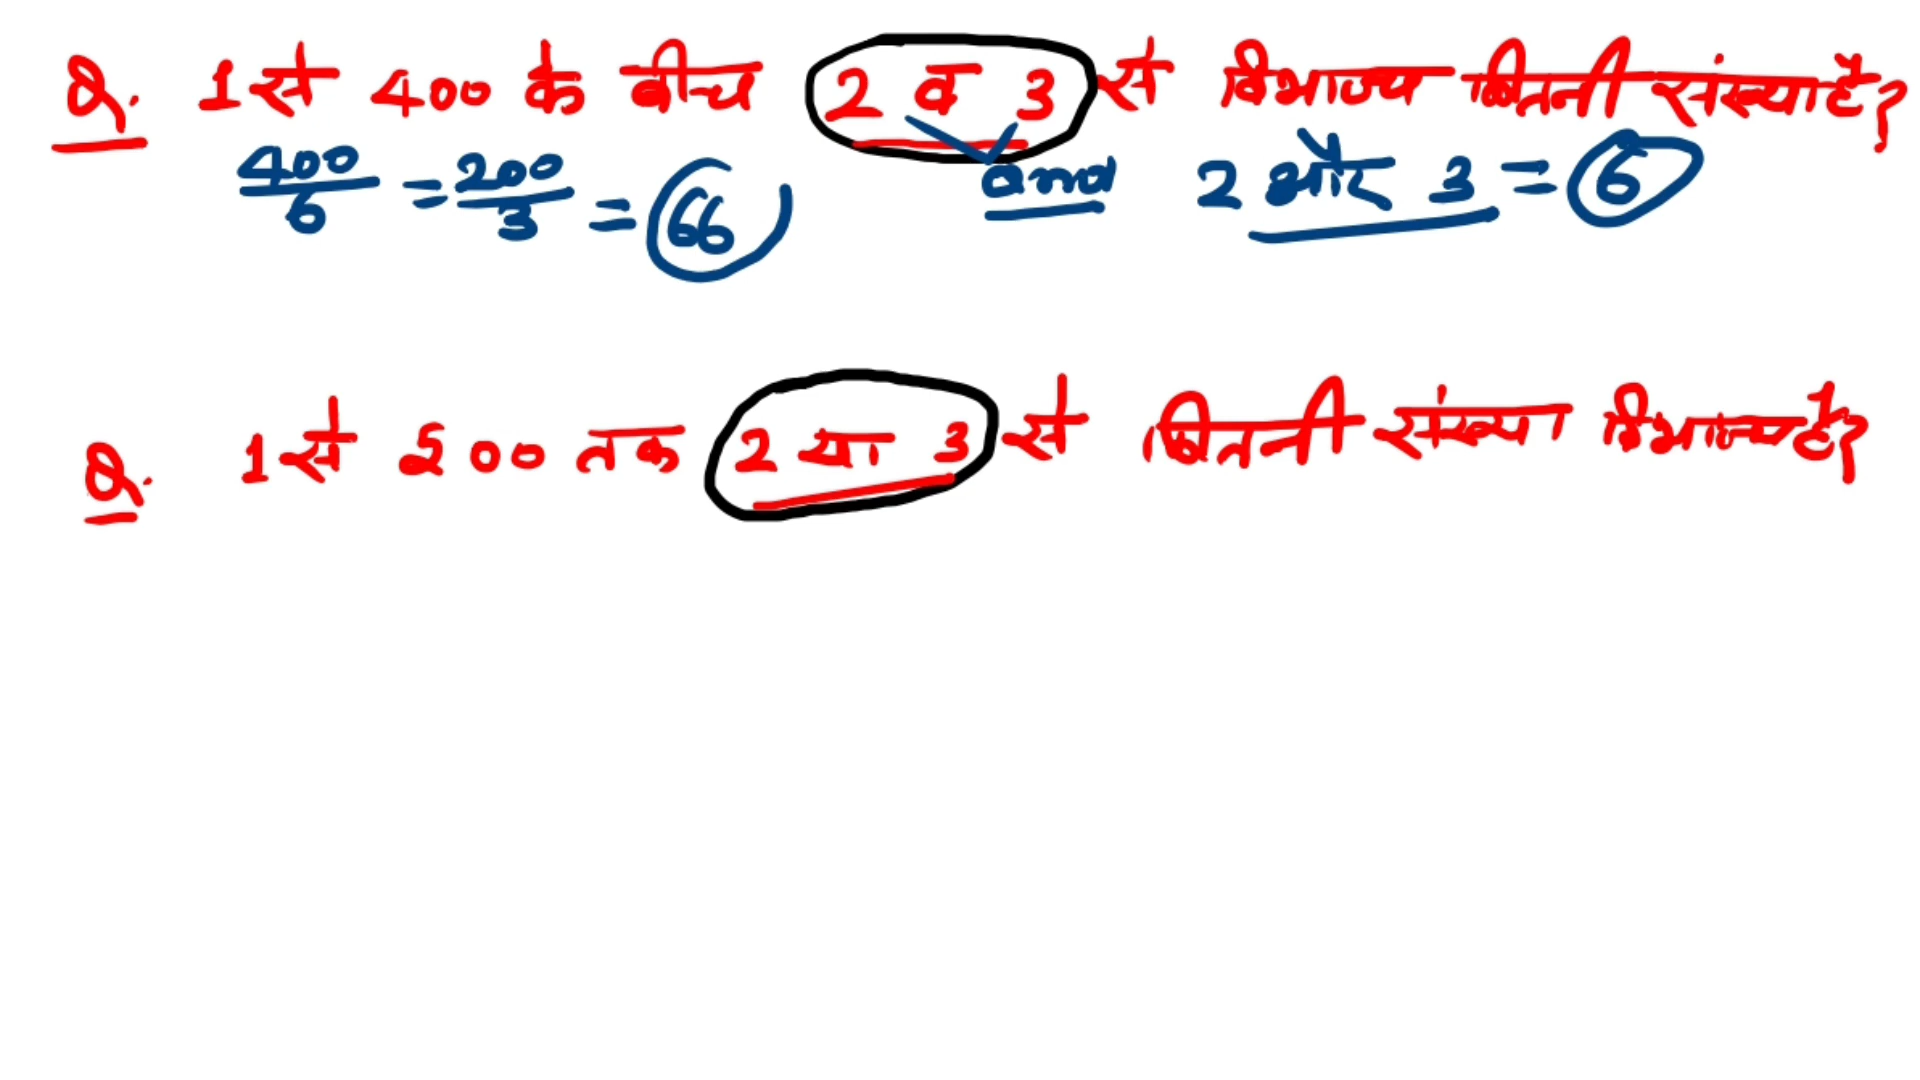 Q. 1 से 400 के बीच 2 व 3 से विभाज्य कितनी संख्या है?
400/6 = 200/3 = 66 and 2 और 3 = 6
Q. 1 से 500 तक 2 या 3 से कितनी संख्या विभाज्य है?